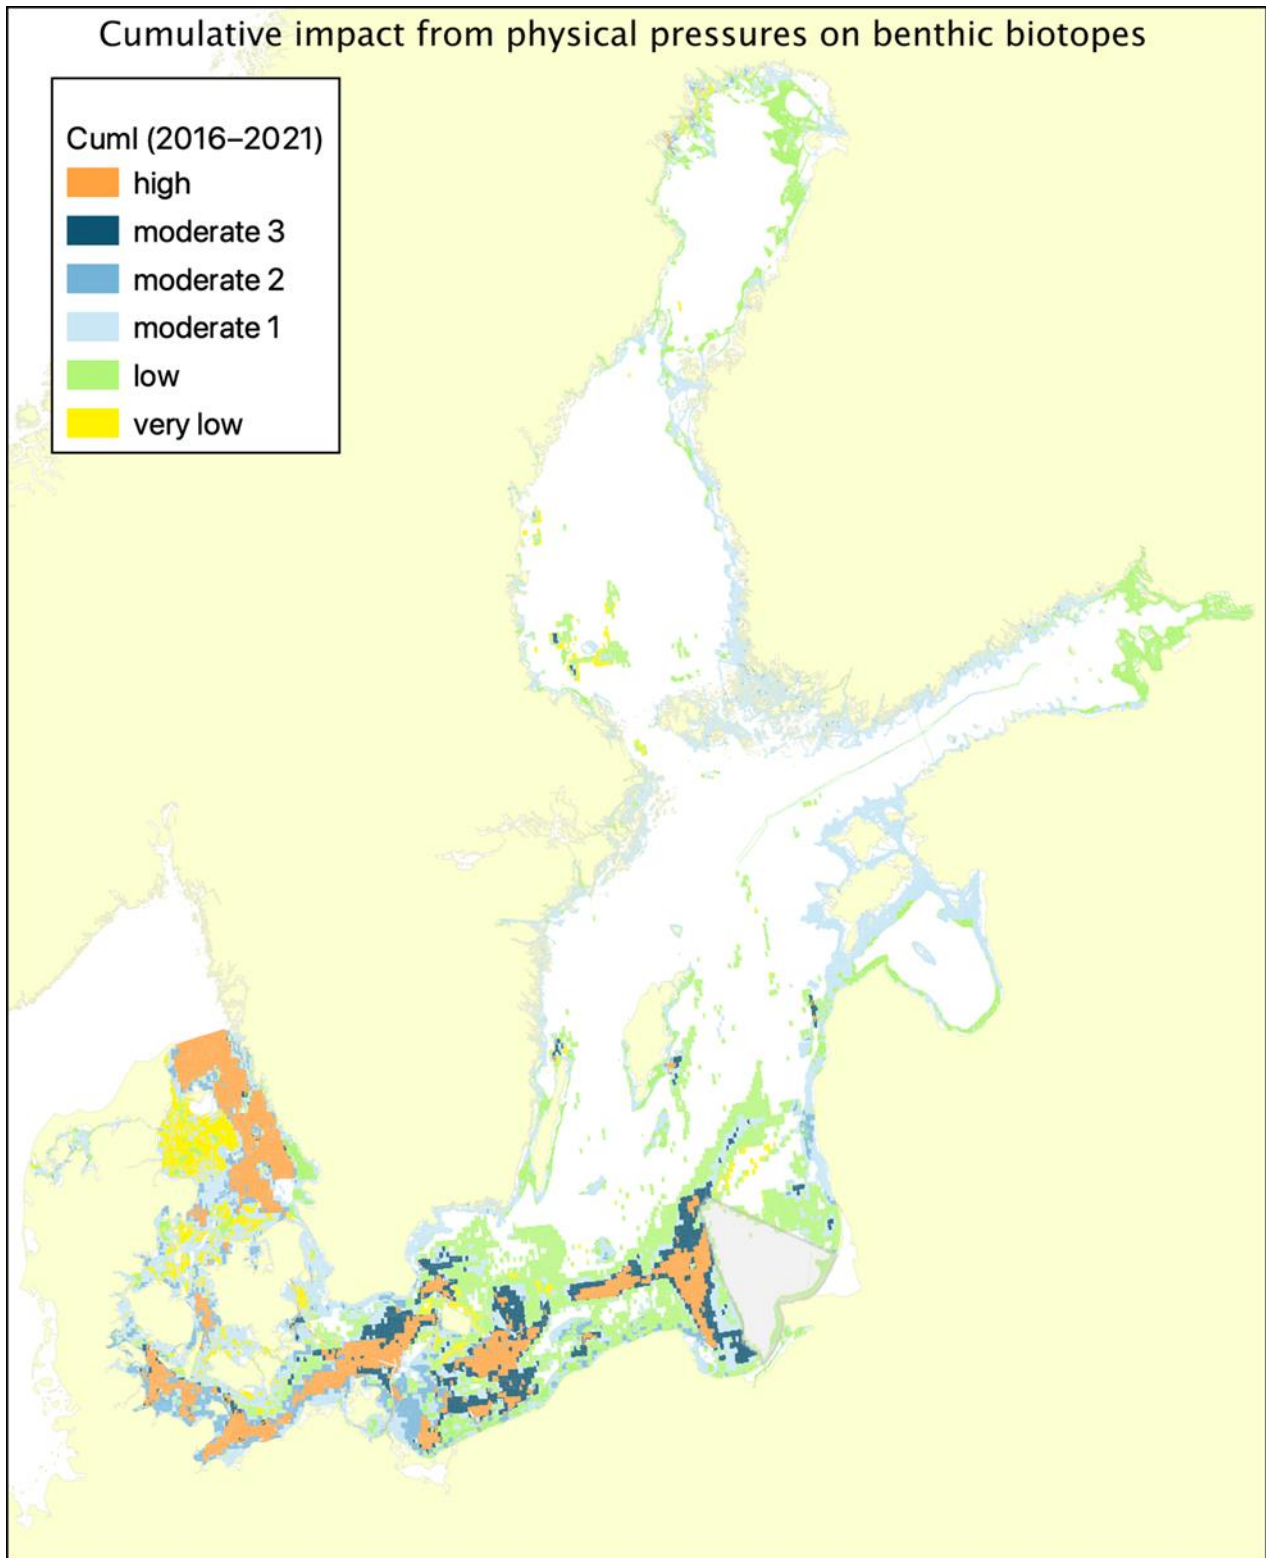 Cumulative impact from physical pressures on benthic biotopes
CumI (2016–2021)
high
moderate 3
moderate 2
moderate 1
low
very low